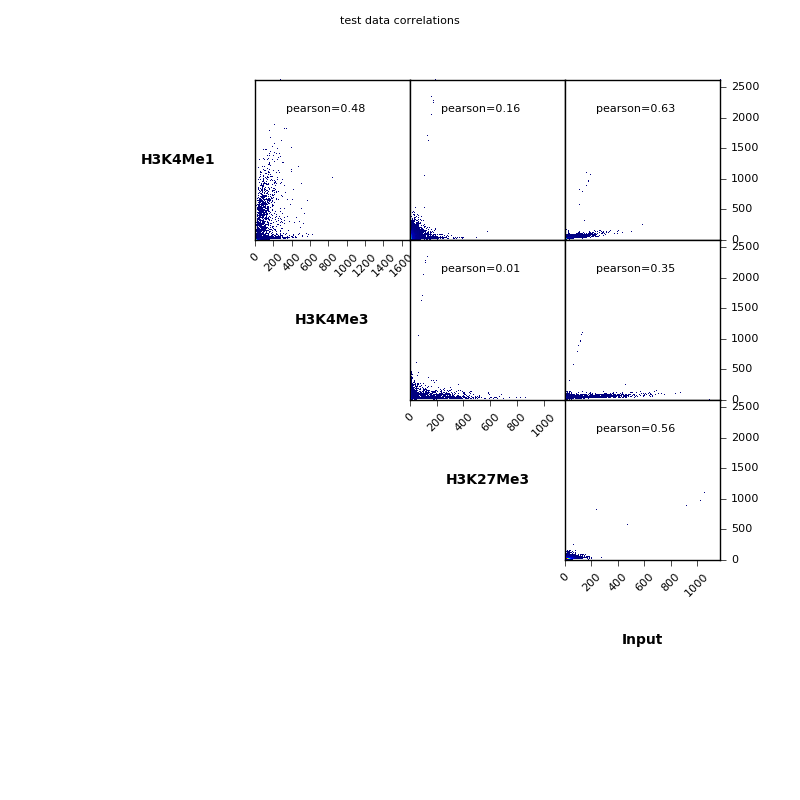 test data correlations
pearson=0.48 pearson=0.16 pearson=0.63
H3K4Me1
2500
2000
1500
1000
500
0
0 200 400 600 800 1000 1200 1400 1600
pearson=0.01 pearson=0.35
H3K4Me3
2500
2000
1500
1000
500
0
0 200 400 600 800 1000
pearson=0.56
H3K27Me3
2500
2000
1500
1000
500
0
0 200 400 600 800 1000
Input